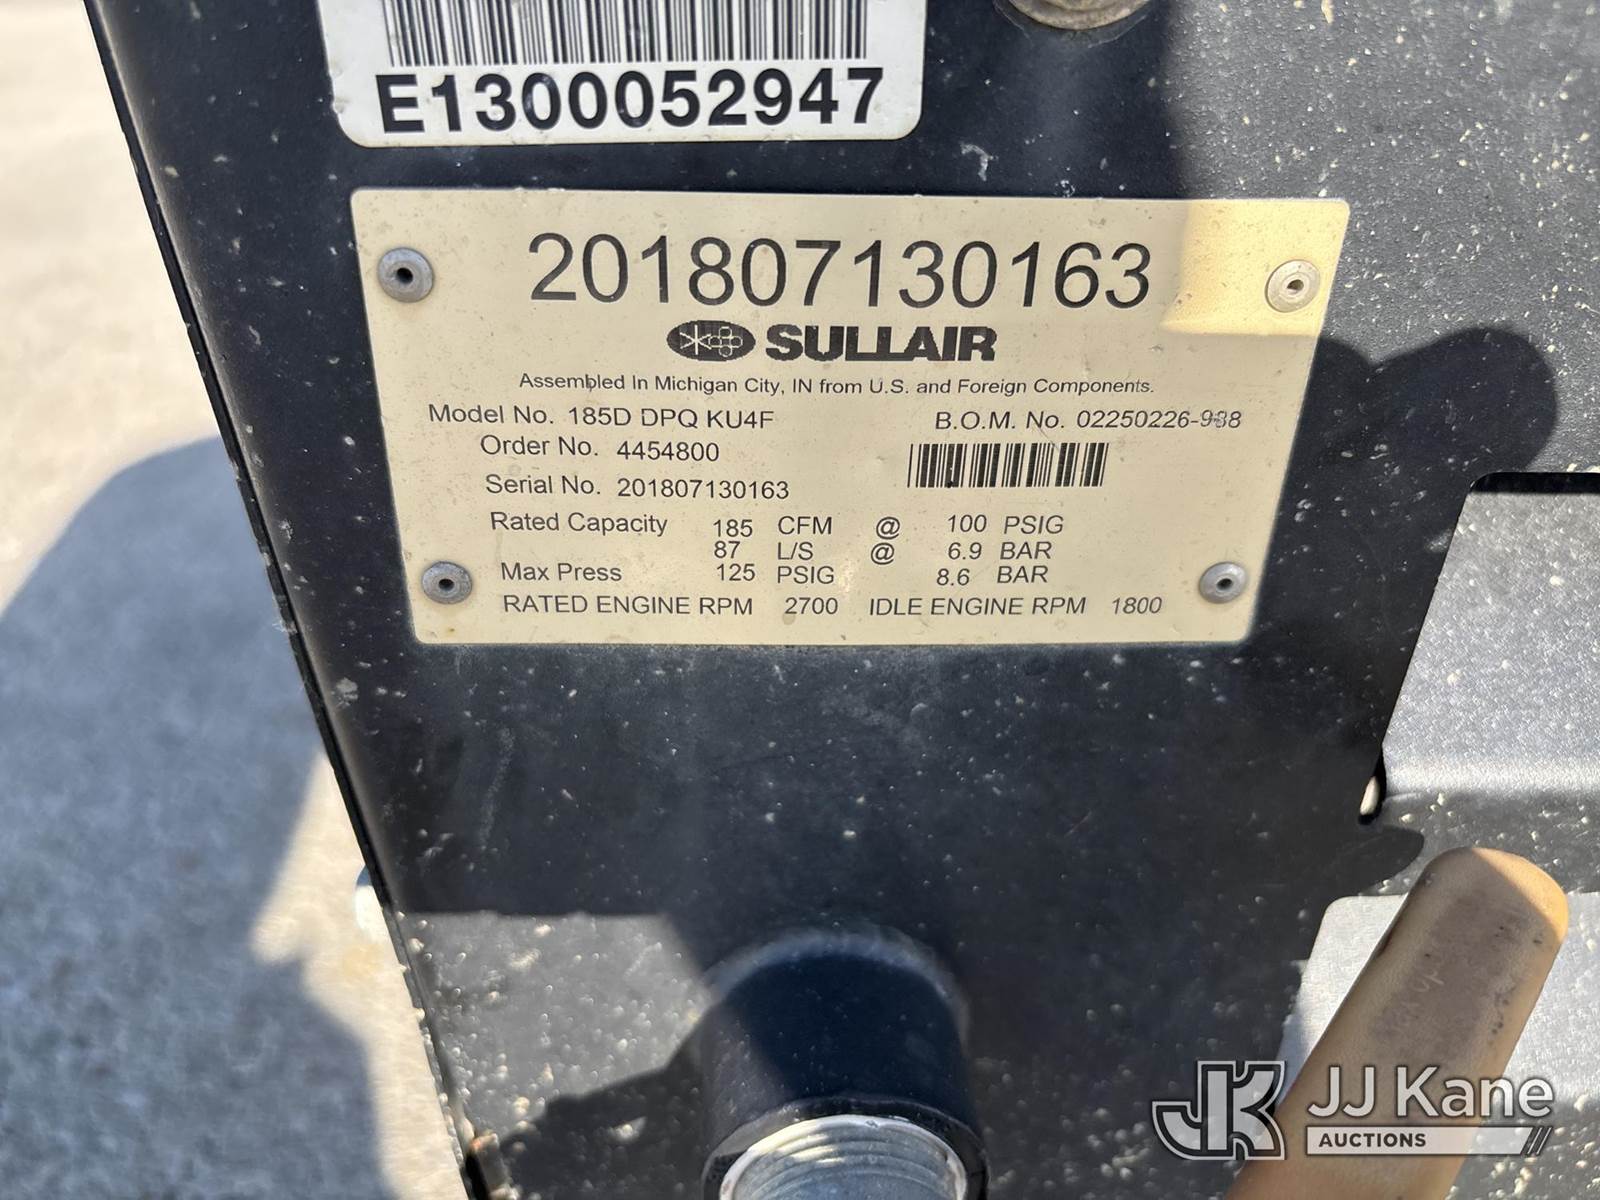 E1300052947
201807130163
SULLAIR
Assembled In Michigan City, IN from U.S. and Foreign Components.
Model No. 185D DPQ KU4F B.O.M. No. 02250226-988
Order No. 4454800
Serial No. 201807130163
Rated Capacity 185 CFM @ 100 PSIG
87 L/S @ 6.9 BAR
Max Press 125 PSIG 8.6 BAR
RATED ENGINE RPM 2700 IDLE ENGINE RPM 1800
JK JJ Kane
AUCTIONS